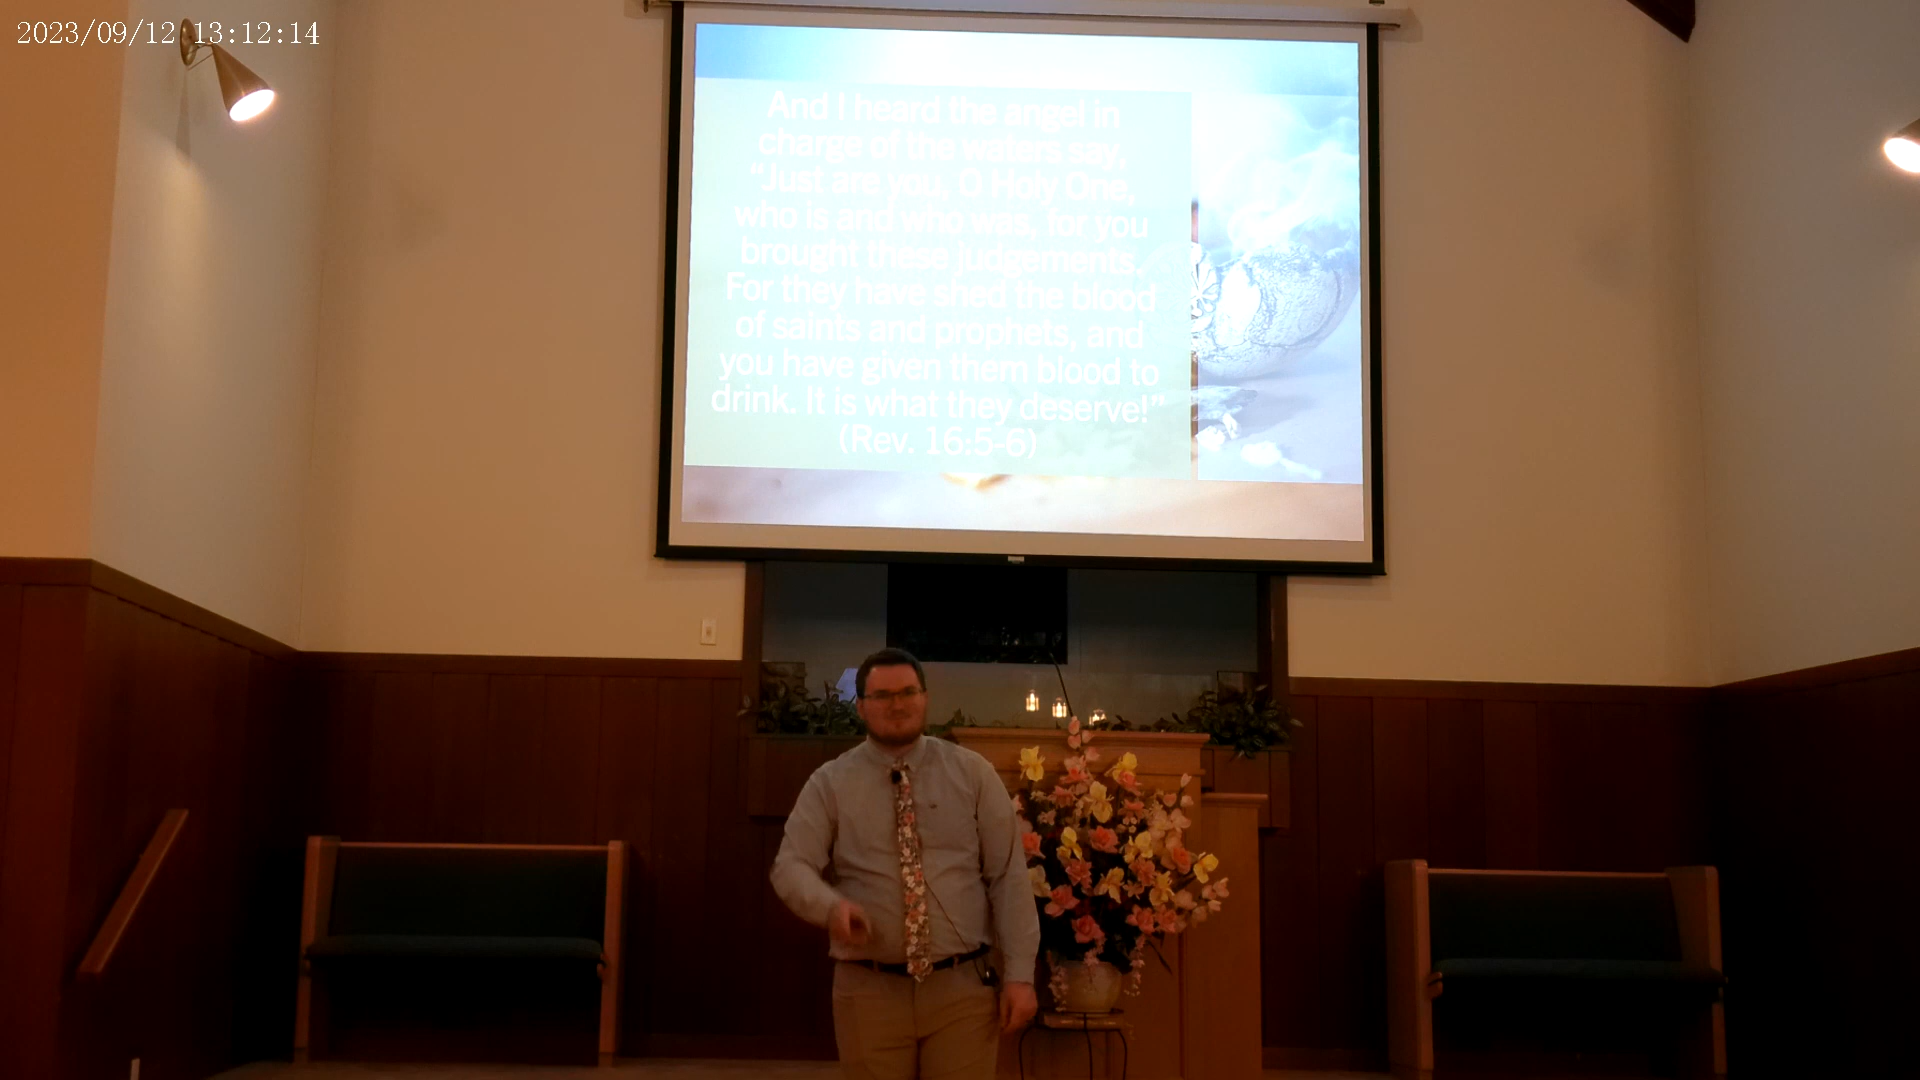 2023/09/12 13:12:14
And I heard the angel in
charge of the waters say,
“Just are you, O Holy One,
who is and who was, for you
brought these judgements.
For they have shed the blood
of saints and prophets, and
you have given them blood to
drink. It is what they deserve!”
(Rev. 16:5-6)